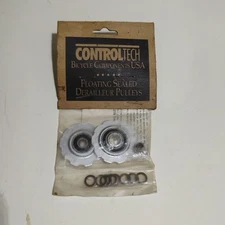 CONTROLTECH
BICYCLE COMPONENTS USA
FLOATING SEALED
DERAILLEUR PULLEYS